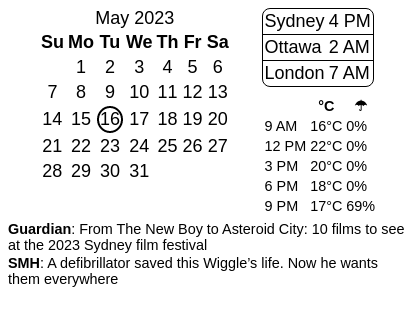 May 2023
Su Mo Tu We Th Fr Sa
1 2 3 4 5 6
7 8 9 10 11 12 13
14 15 16 17 18 19 20
21 22 23 24 25 26 27
28 29 30 31
Sydney 4 PM
Ottawa 2 AM
London 7 AM
°C ☂
9 AM 16°C 0%
12 PM 22°C 0%
3 PM 20°C 0%
6 PM 18°C 0%
9 PM 17°C 69%
Guardian: From The New Boy to Asteroid City: 10 films to see
at the 2023 Sydney film festival
SMH: A defibrillator saved this Wiggle’s life. Now he wants
them everywhere